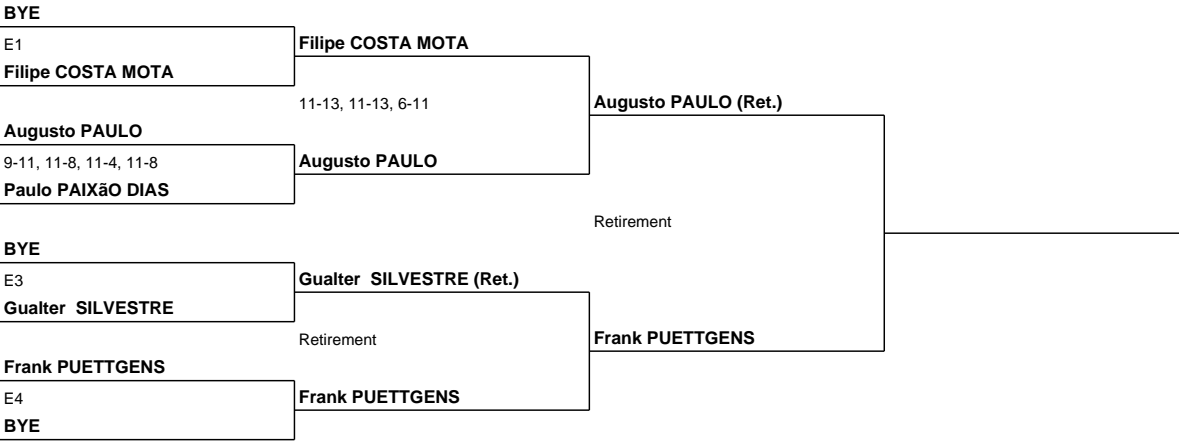 BYE
E1
Filipe COSTA MOTA
Filipe COSTA MOTA
11-13, 11-13, 6-11
Augusto PAULO (Ret.)
Augusto PAULO
9-11, 11-8, 11-4, 11-8
Augusto PAULO
Paulo PAIXãO DIAS
Retirement
BYE
E3
Gualter  SILVESTRE (Ret.)
Gualter  SILVESTRE
Retirement
Frank PUETTGENS
Frank PUETTGENS
E4
Frank PUETTGENS
BYE